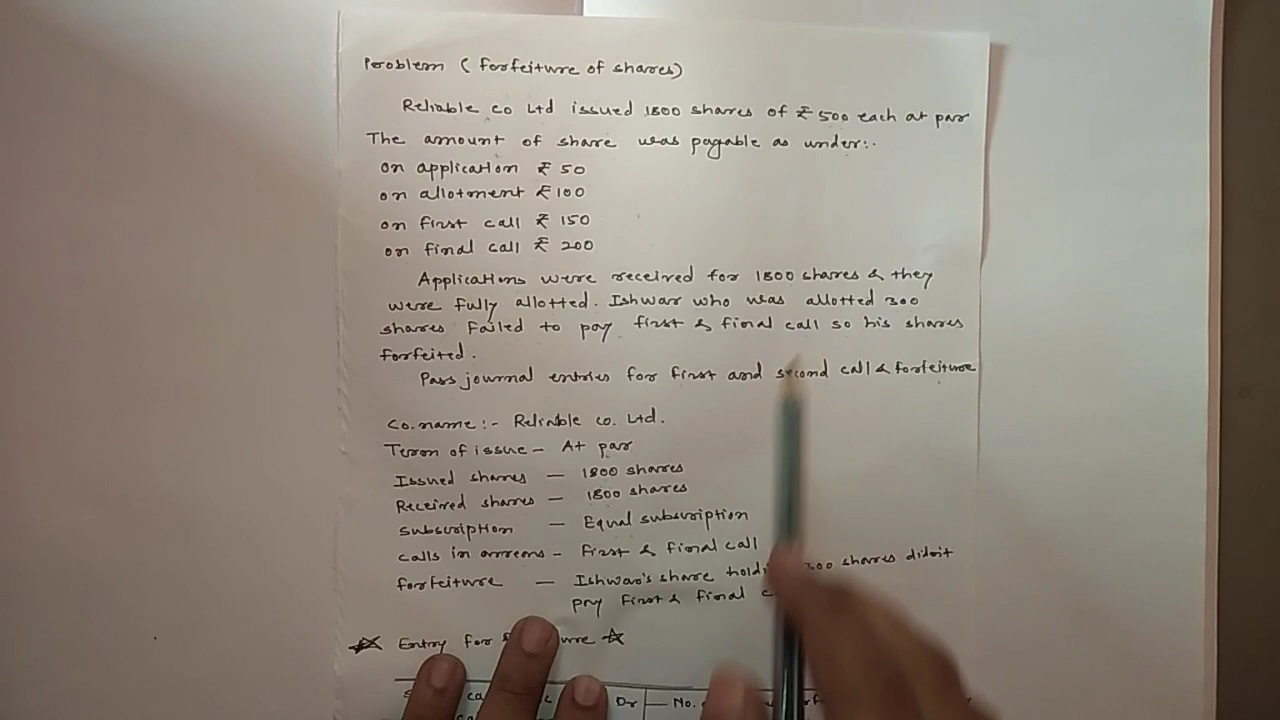 Problem ( forfeiture of shares)
Reliable co Ltd issued 1800 shares of ₹ 500 each at par
The amount of share was payable as under:-
on application ₹ 50
on allotment ₹ 100
on first call ₹ 150
on final call ₹ 200
Applications were received for 1800 shares & they
were fully allotted. Ishwar who was allotted 300
shares failed to pay first & final call so his shares
forfeited.
Pass journal entries for first and second call & forfeiture
Co.name :- Reliable co. Ltd.
Term of issue - At par
Issued shares - 1800 shares
Received shares - 1800 shares
Subscription - Equal subscription
Calls in arrears - First & final call
forfeiture - Ishwar's share 300 shares didn't
pay first & final
Entry for
Dr No.